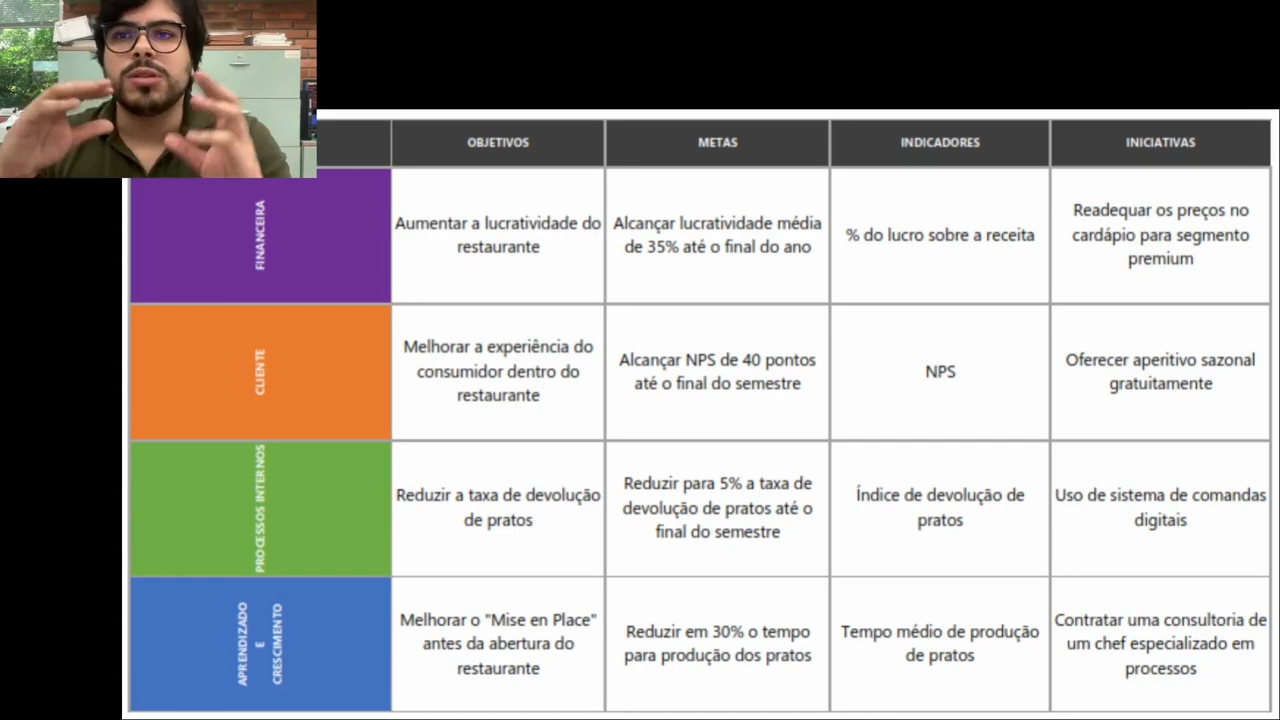 OBJETIVOS
METAS
INDICADORES
INICIATIVAS
FINANCEIRA
Aumentar a lucratividade do
restaurante
Alcançar lucratividade média
de 35% até o final do ano
% do lucro sobre a receita
Readequar os preços no
cardápio para segmento
premium
CLIENTE
Melhorar a experiência do
consumidor dentro do
restaurante
Alcançar NPS de 40 pontos
até o final do semestre
NPS
Oferecer aperitivo sazonal
gratuitamente
PROCESSOS INTERNOS
Reduzir a taxa de devolução
de pratos
Reduzir para 5% a taxa de
devolução de pratos até o
final do semestre
Índice de devolução de
pratos
Uso de sistema de comandas
digitais
APRENDIZADO
E
CRESCIMENTO
Melhorar o "Mise en Place"
antes da abertura do
restaurante
Reduzir em 30% o tempo
para produção dos pratos
Tempo médio de produção
de pratos
Contratar uma consultoria de
um chef especializado em
processos